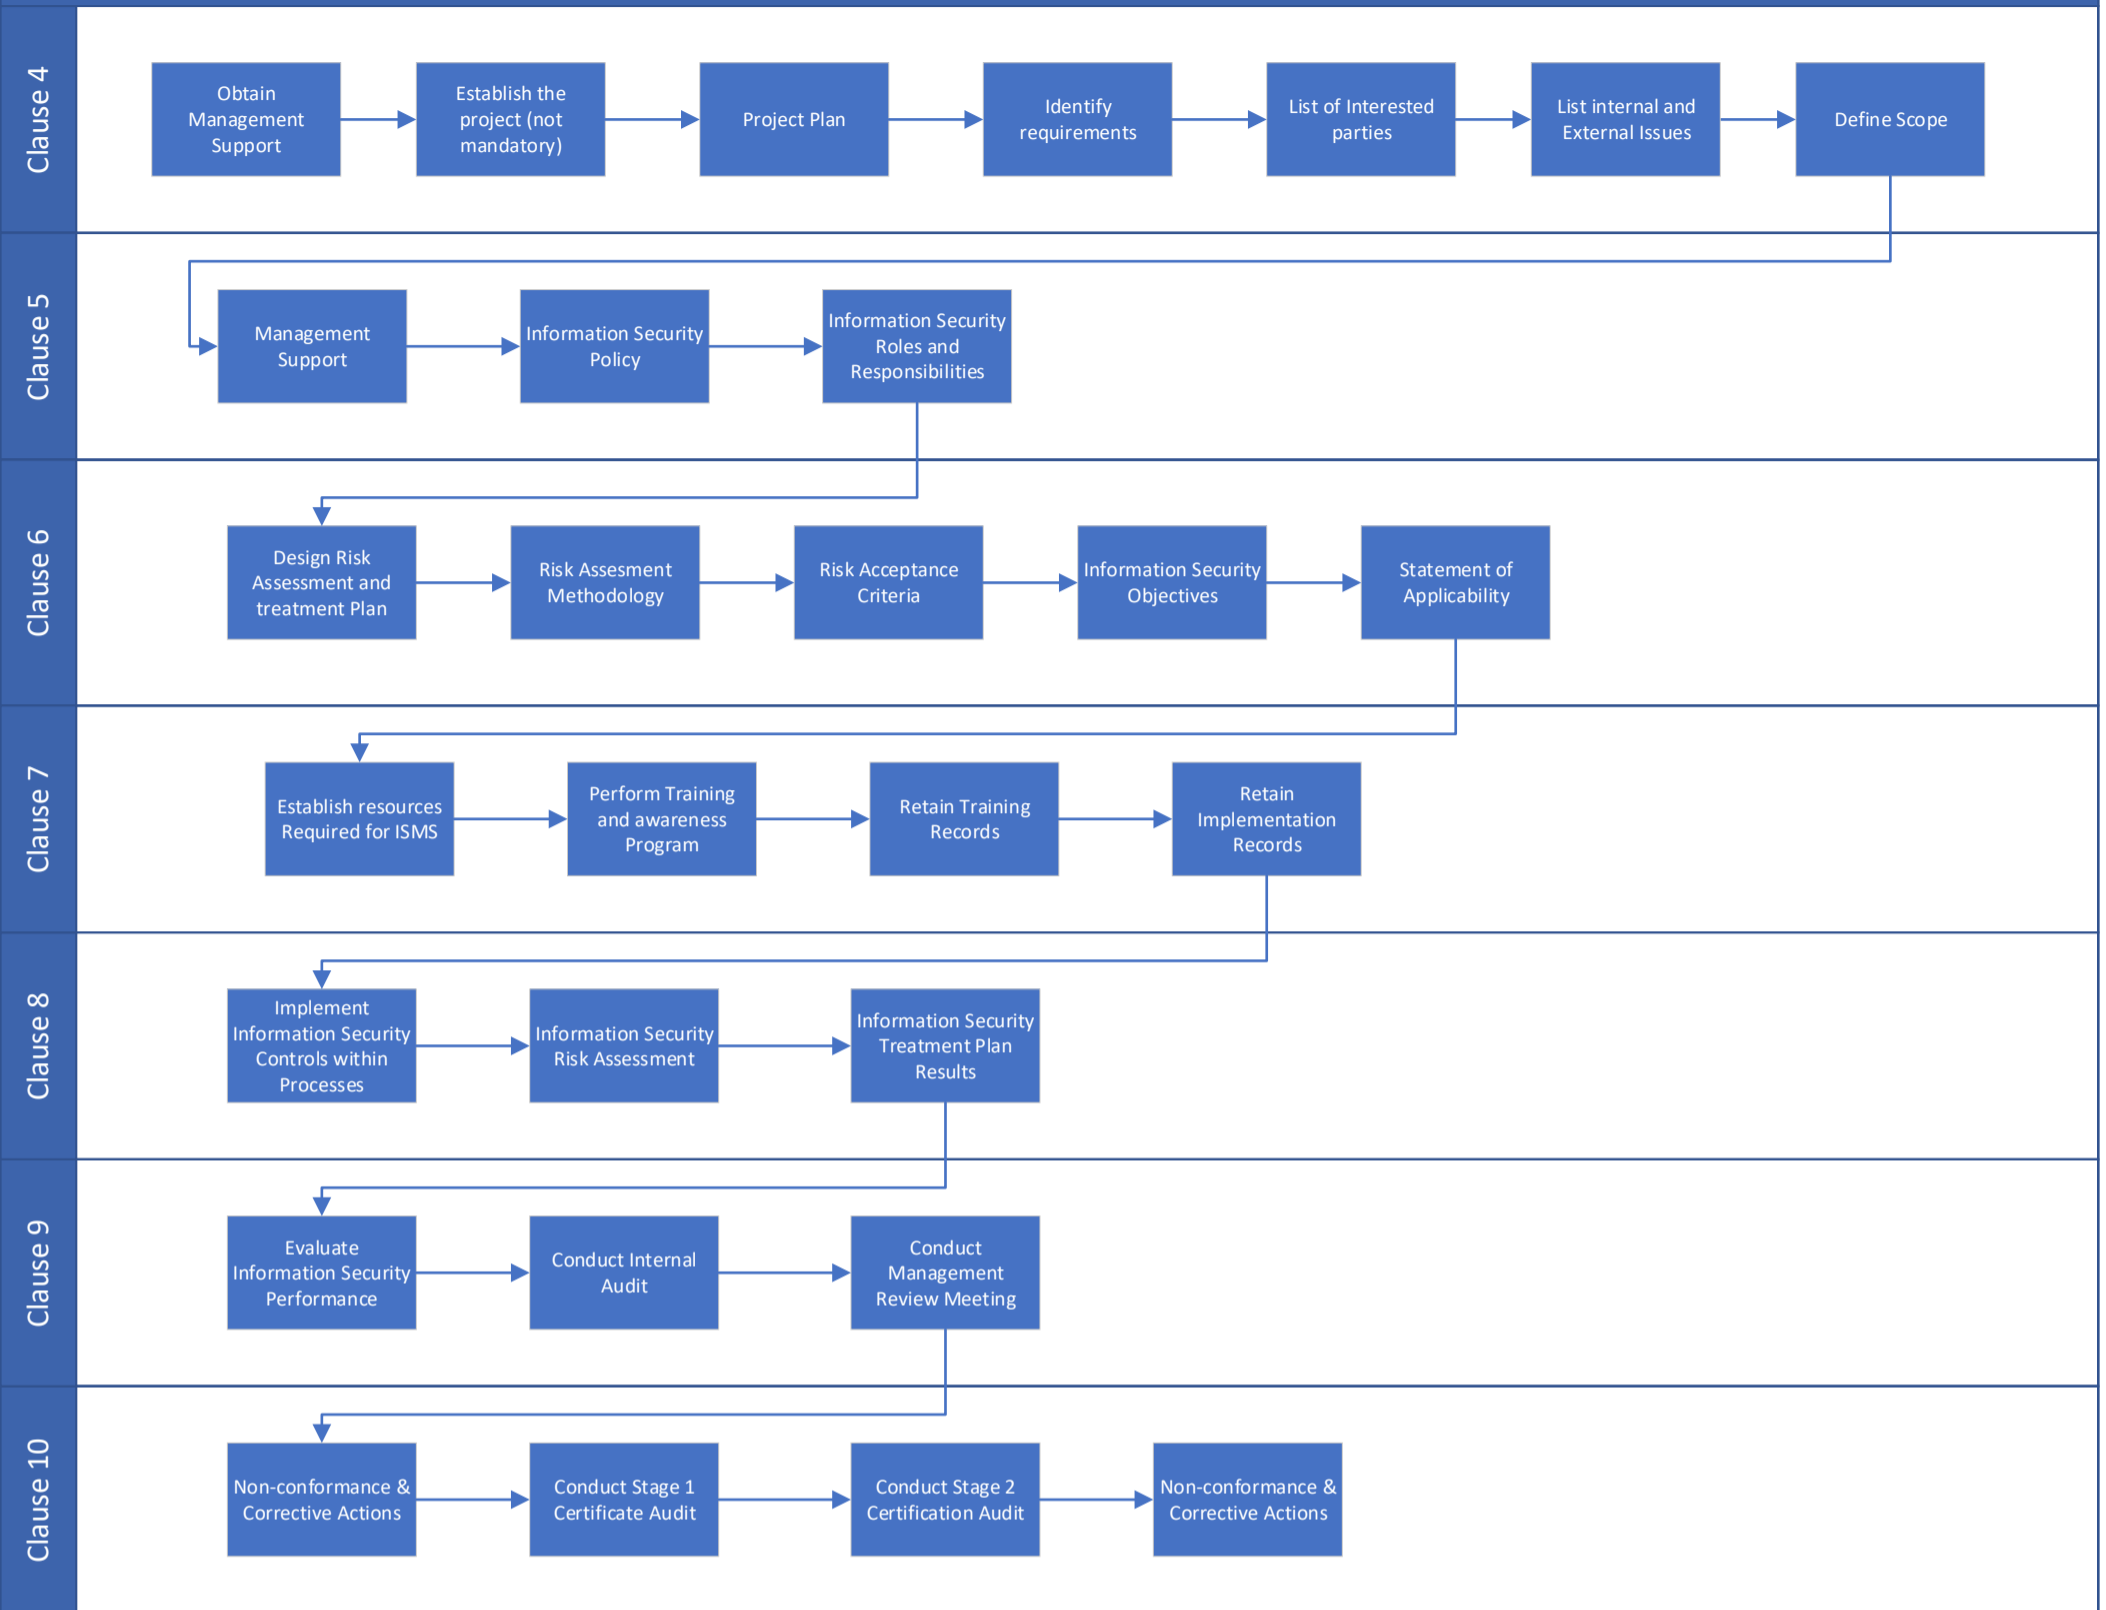 Clause 4
Obtain
Management
Support
Establish the
project (not
mandatory)
Project Plan
Identify
requirements
List of Interested
parties
List internal and
External Issues
Define Scope
Clause 5
Management
Support
Information Security
Policy
Information Security
Roles and
Responsibilities
Clause 6
Design Risk
Assessment and
treatment Plan
Risk Assesment
Methodology
Risk Acceptance
Criteria
Information Security
Objectives
Statement of
Applicability
Clause 7
Establish resources
Required for ISMS
Perform Training
and awareness
Program
Retain Training
Records
Retain
Implementation
Records
Clause 8
Implement
Information Security
Controls within
Processes
Information Security
Risk Assessment
Information Security
Treatment Plan
Results
Clause 9
Evaluate
Information Security
Performance
Conduct Internal
Audit
Conduct
Management
Review Meeting
Clause 10
Non-conformance &
Corrective Actions
Conduct Stage 1
Certificate Audit
Conduct Stage 2
Certification Audit
Non-conformance &
Corrective Actions